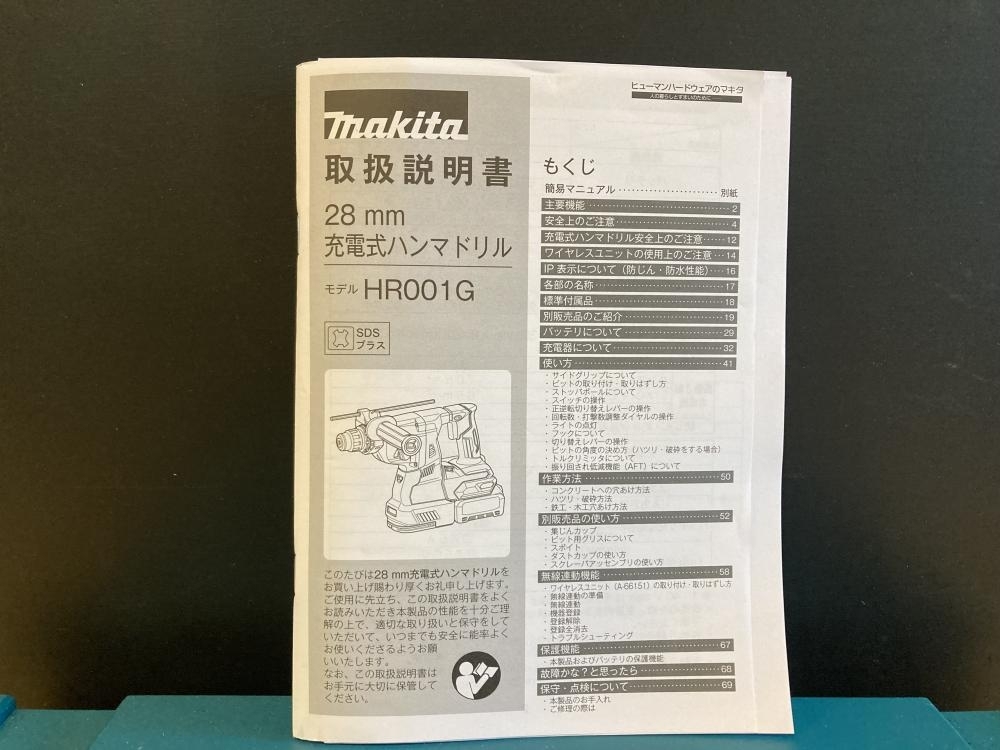 makita
取扱説明書
28 mm
充電式ハンマドリル
モデル HR001G
SDS
プラス
このたびは28 mm充電式ハンマドリルを
お買い上げ賜わり厚くお礼申し上げます。
ご使用に先立ち、この取扱説明書をよく
お読みいただき本製品の性能を十分ご理
解の上で、適切な取り扱いと保守をして
いただいて、いつまでも安全に能率よく
お使いくださるようお願
いいたします。
なお、この取扱説明書は
お手元に大切に保管して
ください。
ヒューマンハードウェアのマキタ
人の暮らしとすまいのために
もくじ
簡易マニュアル ······················· 別紙
主要機能 ······························· 2
安全上のご注意 ························· 4
充電式ハンマドリル安全上のご注意 ······ 12
ワイヤレスユニットの使用上のご注意 ··· 14
IP 表示について（防じん・防水性能） ···· 16
各部の名称 ····························· 17
標準付属品 ····························· 18
別販売品のご紹介 ······················· 19
バッテリについて ······················· 29
充電器について ························· 32
使い方 ································· 41
・サイドグリップについて
・ビットの取り付け・取りはずし方
・ストッパポールについて
・スイッチの操作
・正逆転切り替えレバーの操作
・回転数・打撃数調整ダイヤルの操作
・ライトの点灯
・フックについて
・切り替えレバーの操作
・ビットの角度の決め方（ハツリ・破砕をする場合）
・トルクリミッタについて
・振り回され低減機能（AFT）について
作業方法 ······························· 50
・コンクリートへの穴あけ方法
・ハツリ・破砕方法
・鉄工・木工穴あけ方法
別販売品の使い方 ······················· 52
・集じんカップ
・ビット用グリスについて
・スポイト
・ダストカップの使い方
・スクレーパアッセンブリの使い方
無線連動機能 ··························· 58
・ワイヤレスユニット（A-66151）の取り付け・取りはずし方
・無線連動の準備
・無線連動
・機器登録
・登録解除
・登録全消去
・トラブルシューティング
保護機能 ······························· 67
・本製品およびバッテリの保護機能
故障かな？と思ったら ··················· 68
保守・点検について ····················· 69
・本製品のお手入れ
・ご修理の際は